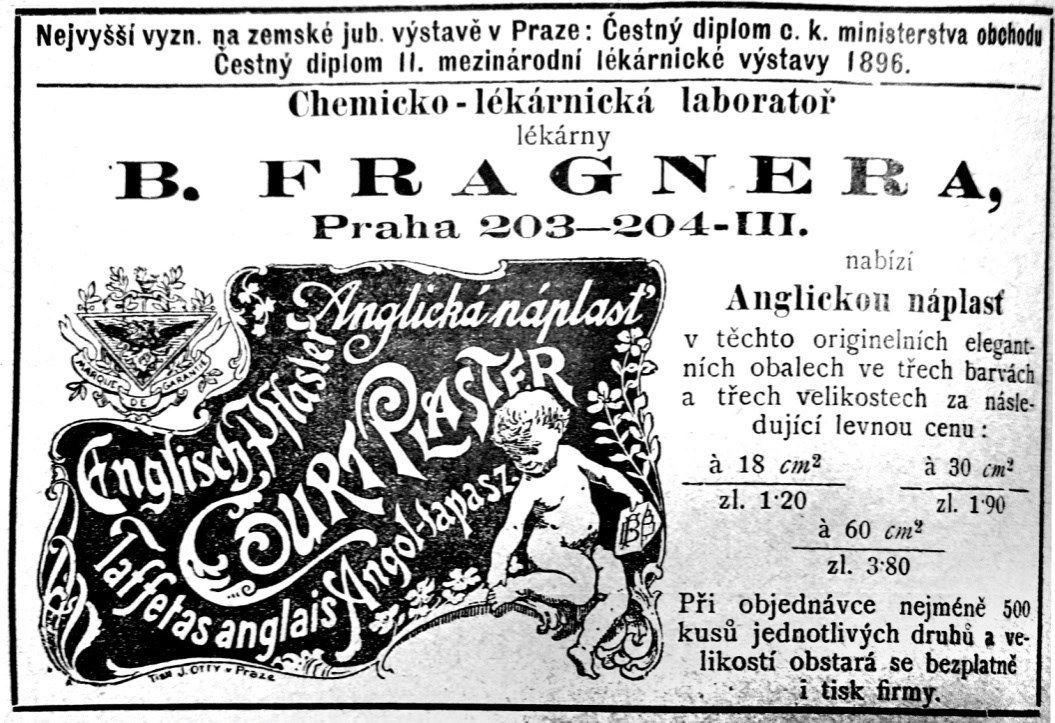 Nejvyšší vyzn. na zemské jub. výstavě v Praze: Čestný diplom c. k. ministerstva obchodu
Čestný diplom II. mezinárodní lékárnické výstavy 1896.
Chemicko-lékárnická laboratoř
lékárny
B. FRAGNERA,
Praha 203—204-III.
MARQUE DE GARANTIE
Anglická náplasť
Englisch Pflaster
COURT PLASTER
Angol-tapasz
Taffetas anglais
BB
Tisk J. OTTY v Praze
nabízí
Anglickou náplasť
v těchto originelních elegant-
ních obalech ve třech barvách
a třech velikostech za násle-
dující levnou cenu:
à 18 cm² à 30 cm²
zl. 1·20 zl. 1·90
à 60 cm²
zl. 3·80
Při objednávce nejméně 500
kusů jednotlivých druhů a ve-
likostí obstará se bezplatně
i tisk firmy.